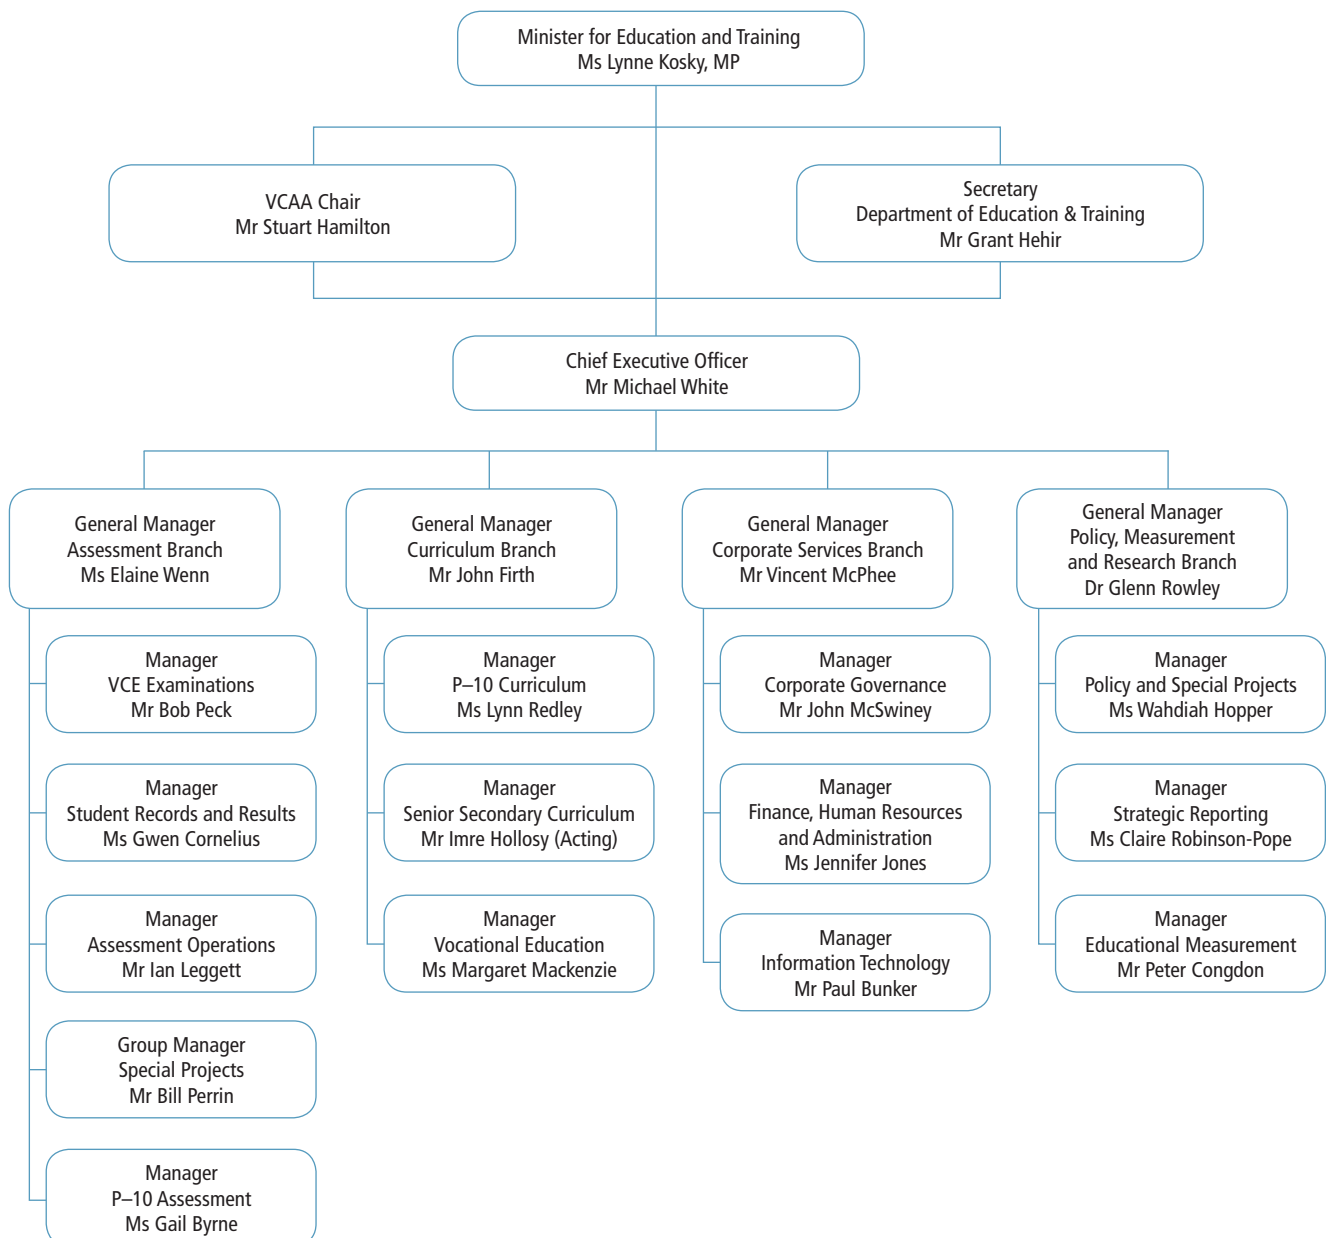 Minister for Education and Training
Ms Lynne Kosky, MP
VCAA Chair
Mr Stuart Hamilton
Secretary
Department of Education & Training
Mr Grant Hehir
Chief Executive Officer
Mr Michael White
General Manager
Assessment Branch
Ms Elaine Wenn
Manager
VCE Examinations
Mr Bob Peck
Manager
Student Records and Results
Ms Gwen Cornelius
Manager
Assessment Operations
Mr Ian Leggett
Group Manager
Special Projects
Mr Bill Perrin
Manager
P–10 Assessment
Ms Gail Byrne
General Manager
Curriculum Branch
Mr John Firth
Manager
P–10 Curriculum
Ms Lynn Redley
Manager
Senior Secondary Curriculum
Mr Imre Hollosy (Acting)
Manager
Vocational Education
Ms Margaret Mackenzie
General Manager
Corporate Services Branch
Mr Vincent McPhee
Manager
Corporate Governance
Mr John McSwiney
Manager
Finance, Human Resources
and Administration
Ms Jennifer Jones
Manager
Information Technology
Mr Paul Bunker
General Manager
Policy, Measurement
and Research Branch
Dr Glenn Rowley
Manager
Policy and Special Projects
Ms Wahdiah Hopper
Manager
Strategic Reporting
Ms Claire Robinson-Pope
Manager
Educational Measurement
Mr Peter Congdon